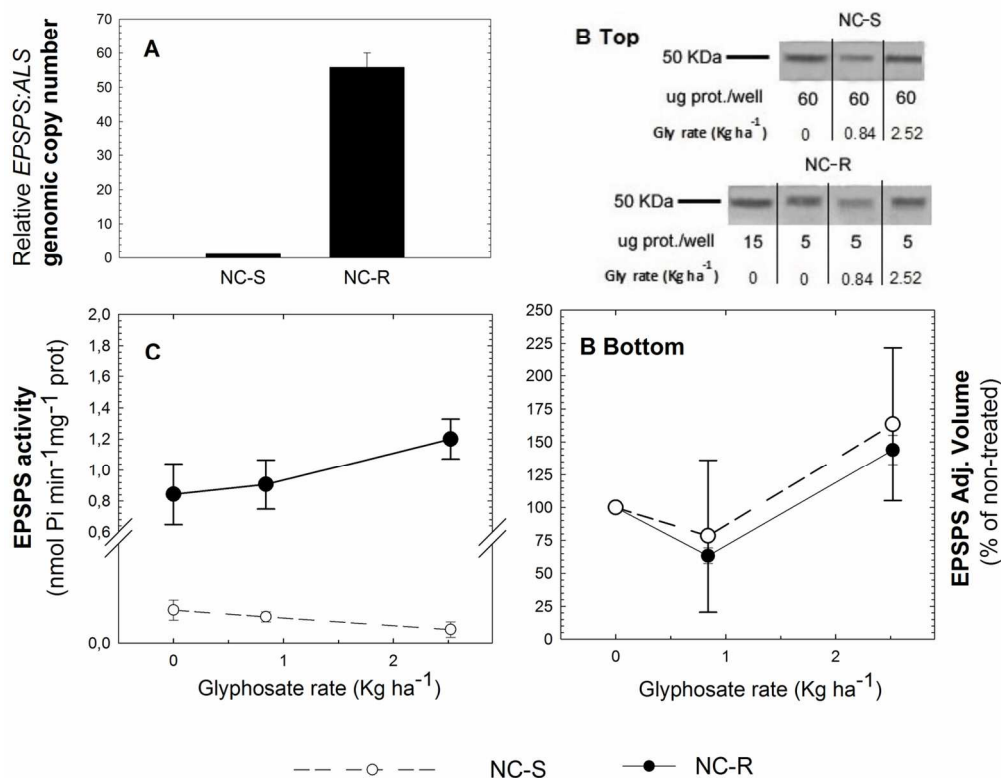 A
Relative EPSPS:ALS
genomic copy number
70
60
50
40
30
20
10
0
NC-S
NC-R
B Top
NC-S
50 KDa
ug prot./well
60
60
60
Gly rate (Kg ha⁻¹)
0
0.84
2.52
NC-R
50 KDa
ug prot./well
15
5
5
5
Gly rate (Kg ha⁻¹)
0
0
0.84
2.52
C
EPSPS activity
(nmol Pi min⁻¹mg⁻¹ prot)
2,0
1,8
1,6
1,4
1,2
1,0
0,8
0,6
0,0
0
1
2
Glyphosate rate (Kg ha⁻¹)
B Bottom
250
225
200
175
150
125
100
75
50
25
0
EPSPS Adj. Volume
(% of non-treated)
0
1
2
Glyphosate rate (Kg ha⁻¹)
NC-S
NC-R